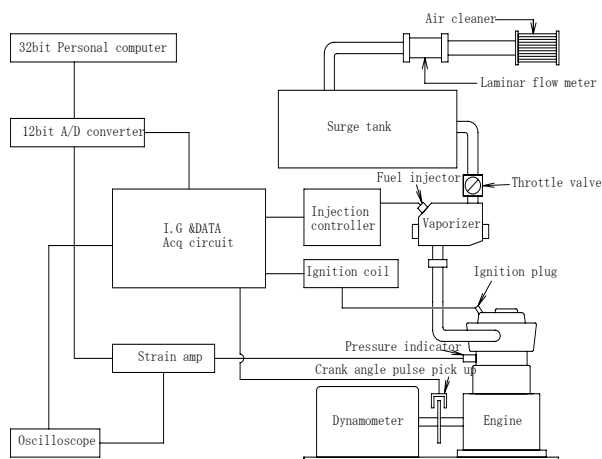 Air cleaner
32bit Personal computer
Laminar flow meter
Surge tank
12bit A/D converter
Fuel injector
Throttle valve
I.G &DATA
Acq circuit
Injection
controller
Vaporizer
Ignition coil
Ignition plug
Pressure indicator
Strain amp
Crank angle pulse pick up
Dynamometer
Engine
Oscilloscope